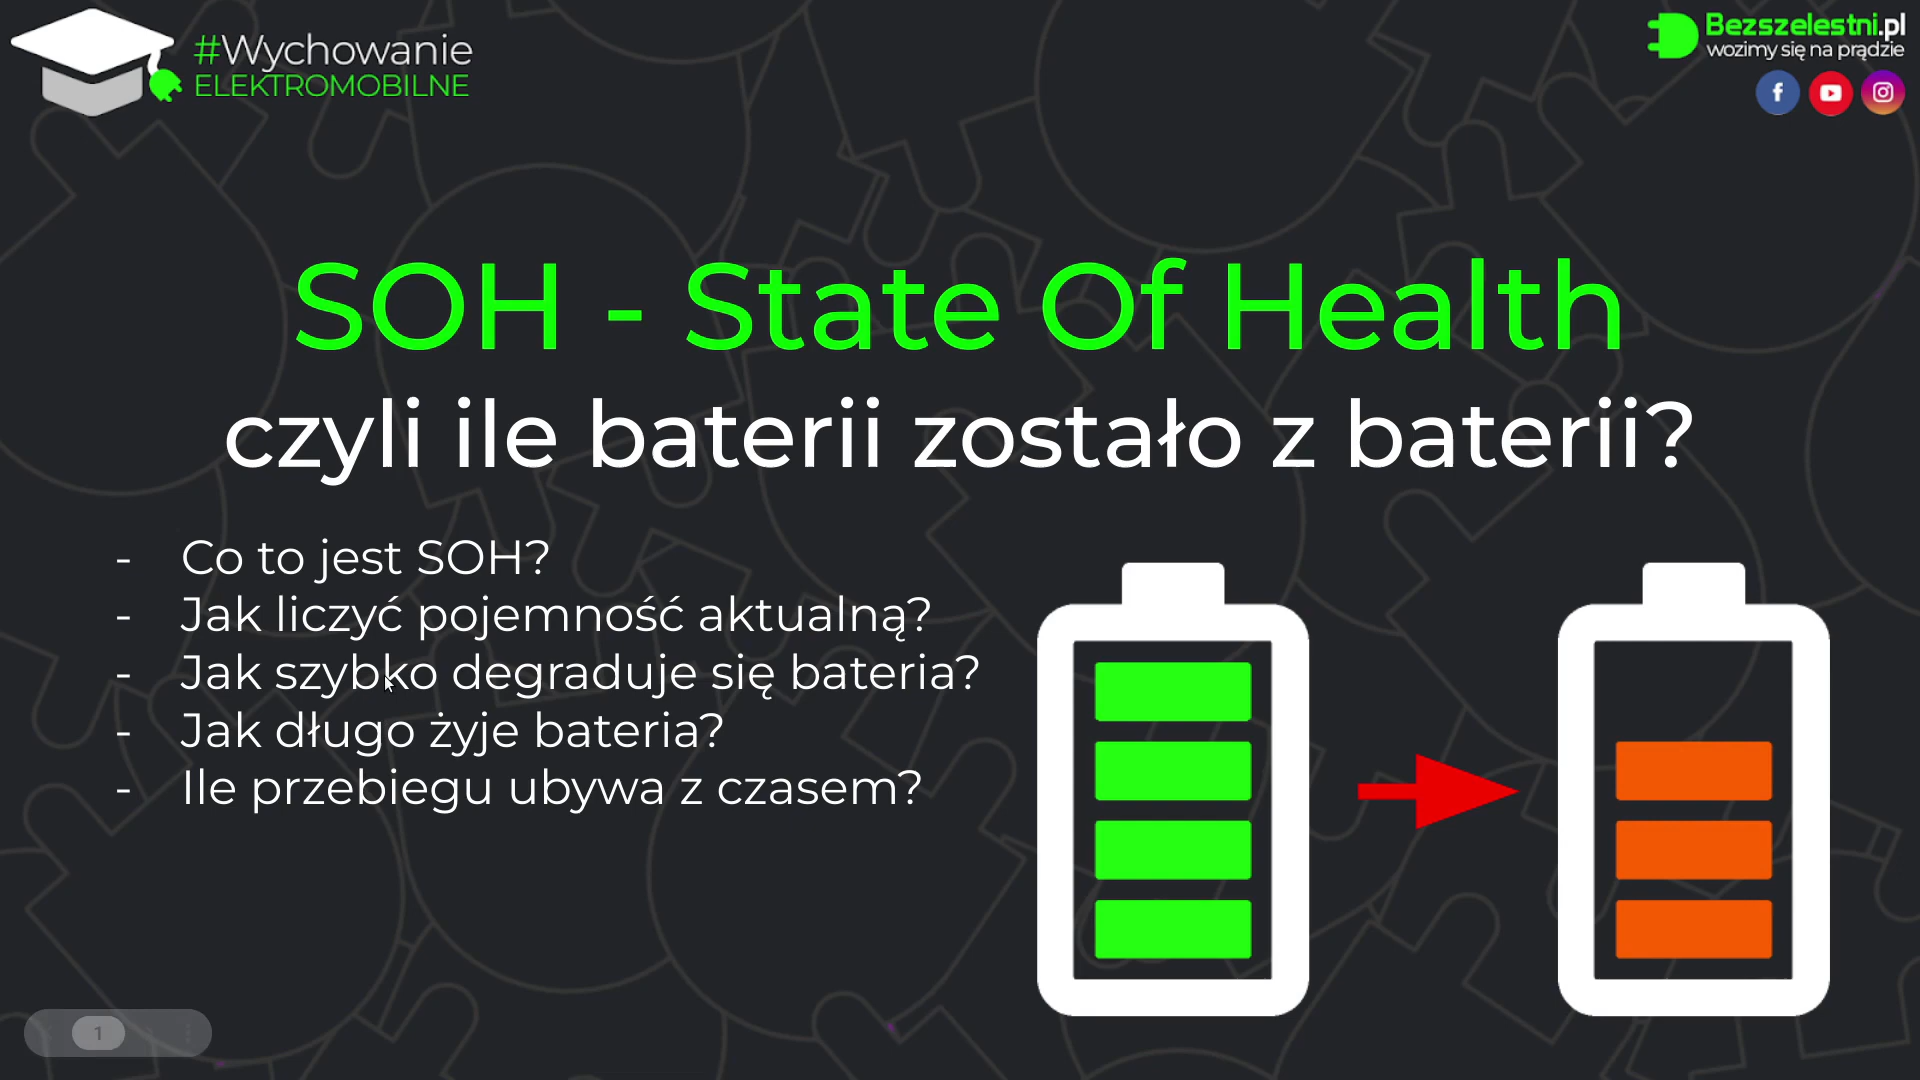 #Wychowanie
ELEKTROMOBILNE
Bezszelestni.pl
wozimy się na prądzie
SOH - State Of Health
czyli ile baterii zostało z baterii?
- Co to jest SOH?
- Jak liczyć pojemność aktualną?
- Jak szybko degraduje się bateria?
- Jak długo żyje bateria?
- Ile przebiegu ubywa z czasem?
1